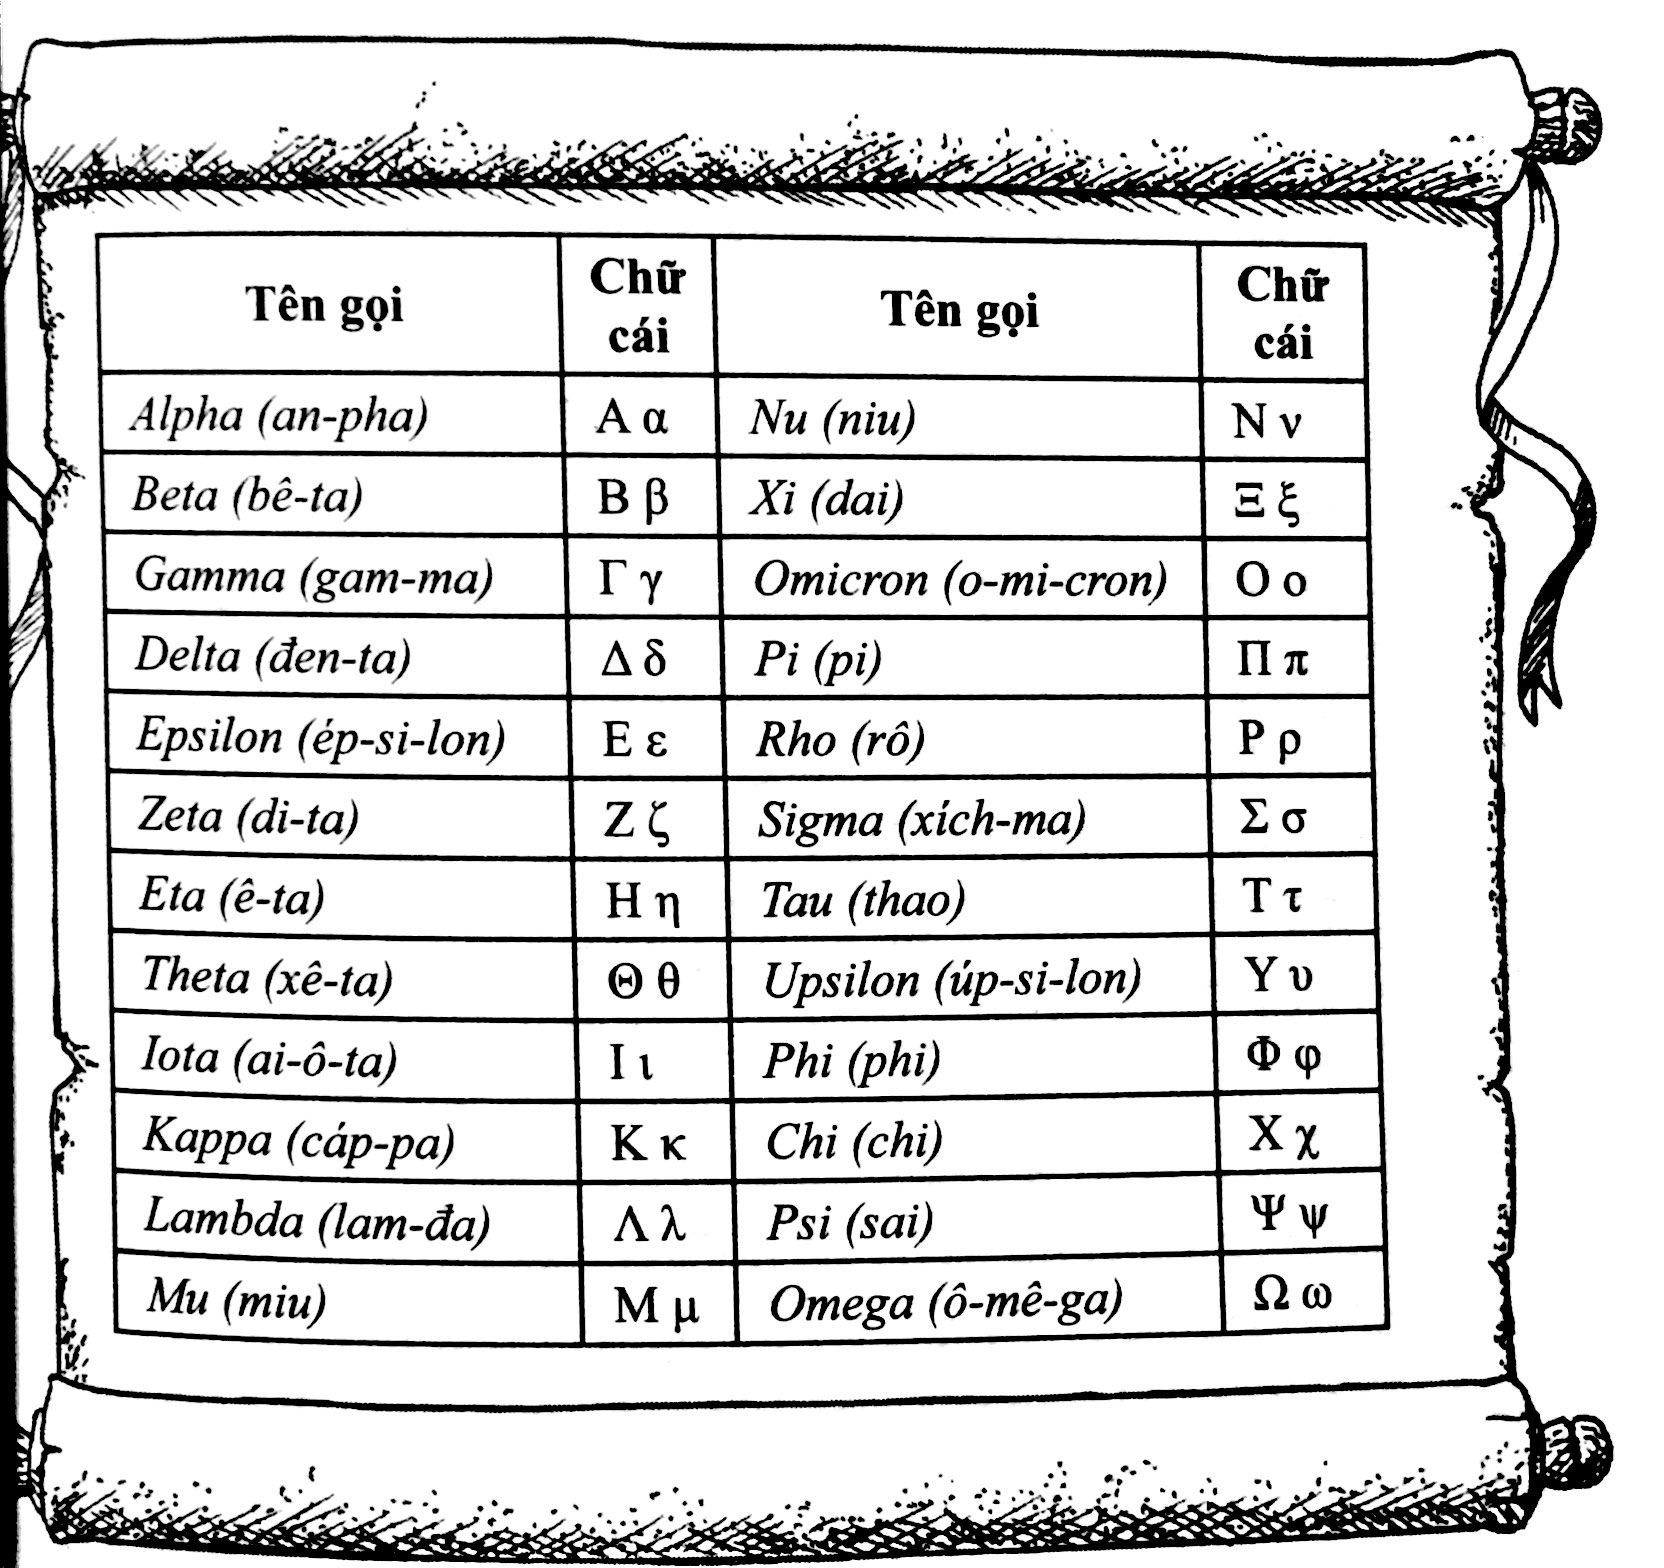 Tên gọi Chữ cái Tên gọi Chữ cái
Alpha (an-pha) Α α Nu (niu) Ν ν
Beta (bê-ta) Β β Xi (dai) Ξ ξ
Gamma (gam-ma) Γ γ Omicron (o-mi-cron) Ο ο
Delta (đen-ta) Δ δ Pi (pi) Π π
Epsilon (ép-si-lon) Ε ε Rho (rô) Ρ ρ
Zeta (di-ta) Ζ ζ Sigma (xích-ma) Σ σ
Eta (ê-ta) Η η Tau (thao) Τ τ
Theta (xê-ta) Θ θ Upsilon (úp-si-lon) Υ υ
Iota (ai-ô-ta) Ι ι Phi (phi) Φ φ
Kappa (cáp-pa) Κ κ Chi (chi) Χ χ
Lambda (lam-đa) Λ λ Psi (sai) Ψ ψ
Mu (miu) Μ μ Omega (ô-mê-ga) Ω ω